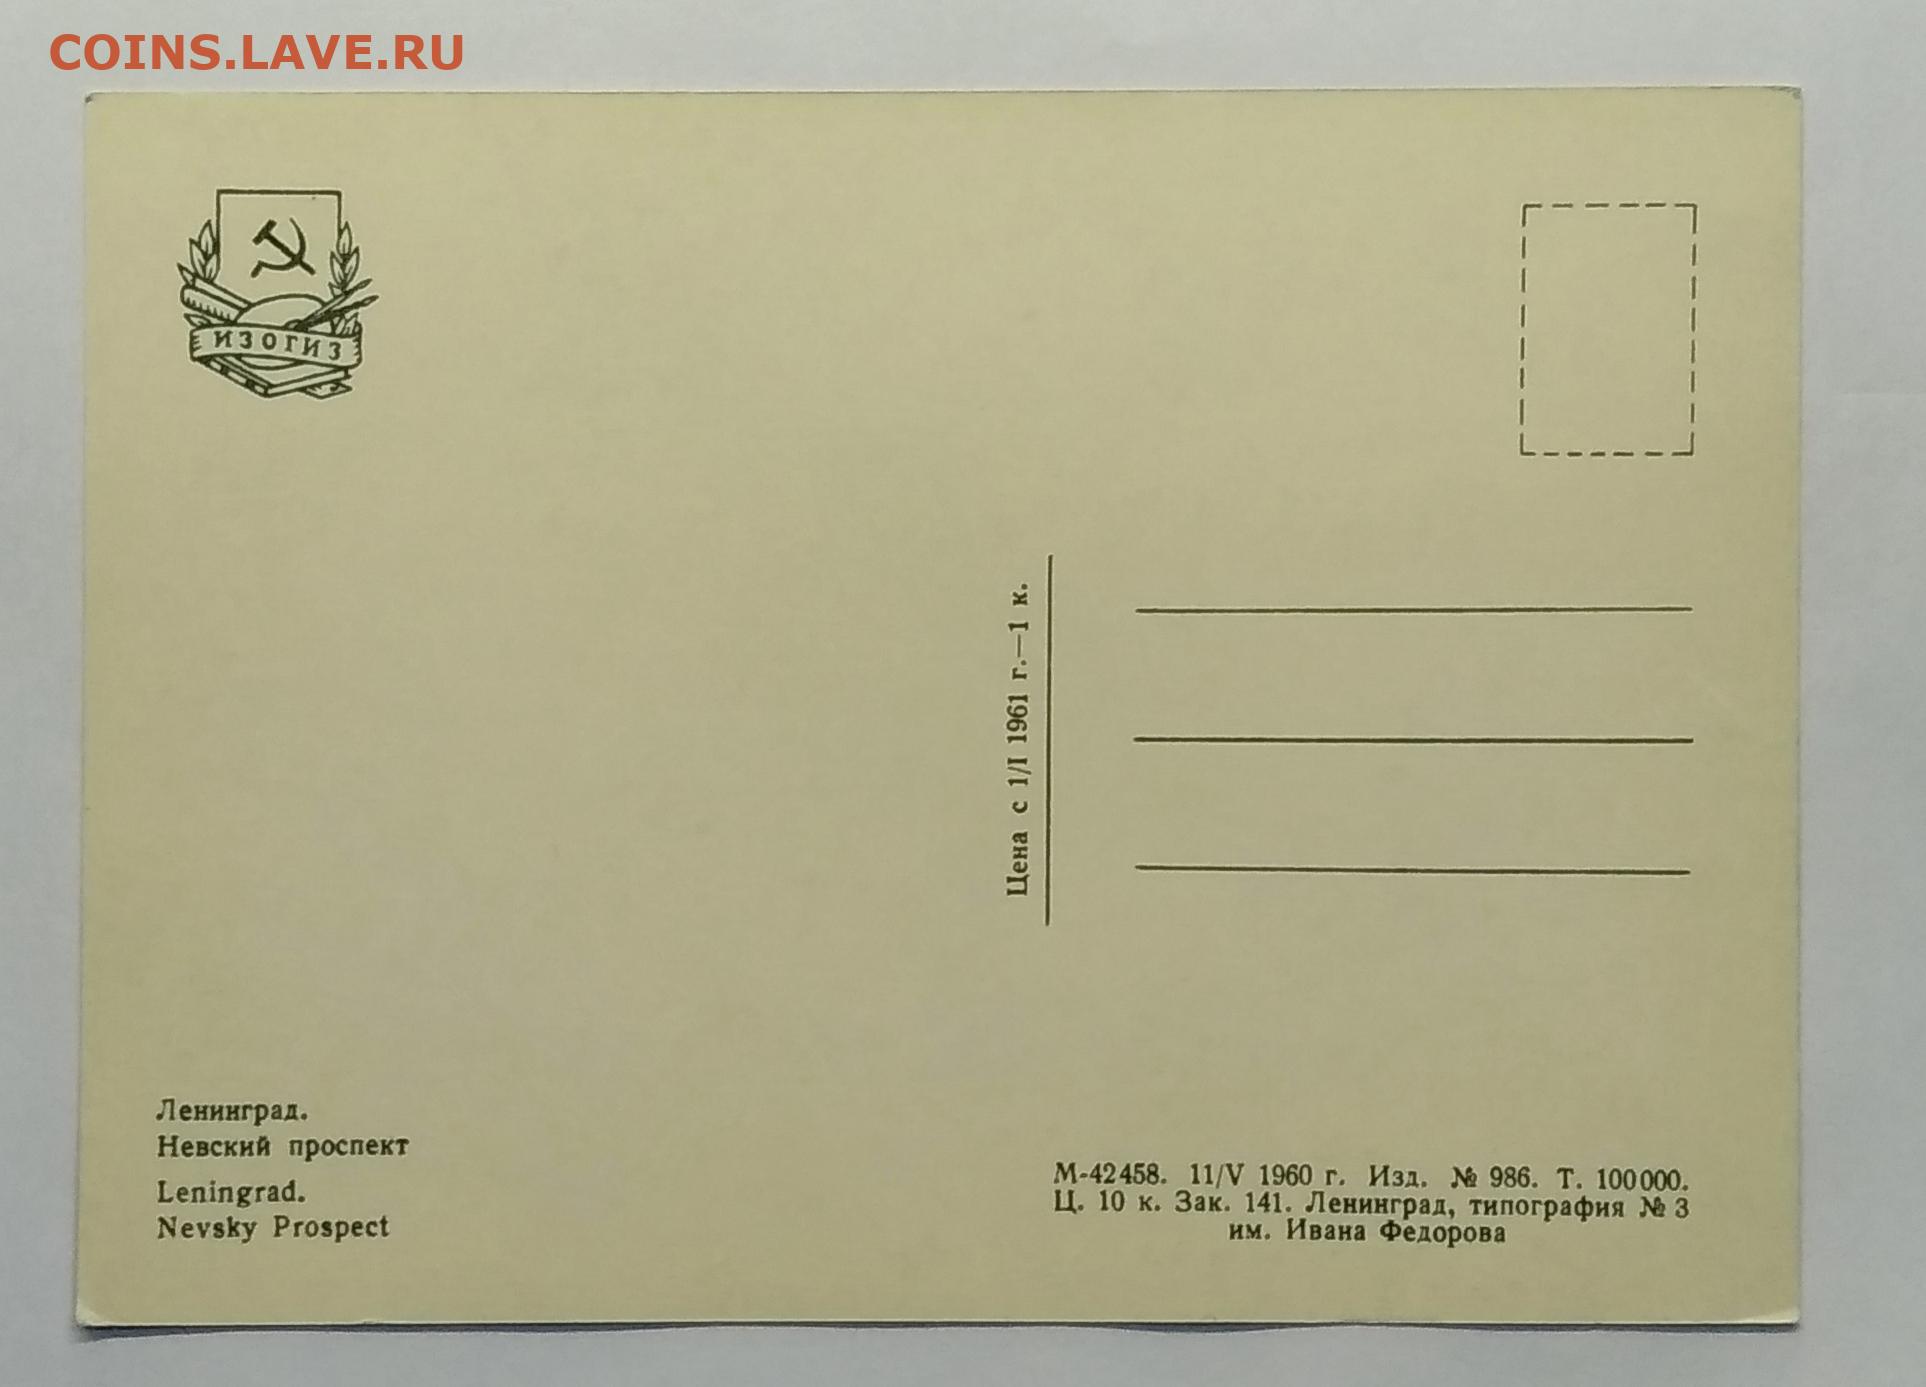 COINS.LAVE.RU
ИЗОГИЗ
Цена с 1/I 1961 г.—1 к.
Ленинград.
Невский проспект
Leningrad.
Nevsky Prospect
М-42458. 11/V 1960 г. Изд. № 986. Т. 100000.
Ц. 10 к. Зак. 141. Ленинград, типография № 3
им. Ивана Федорова